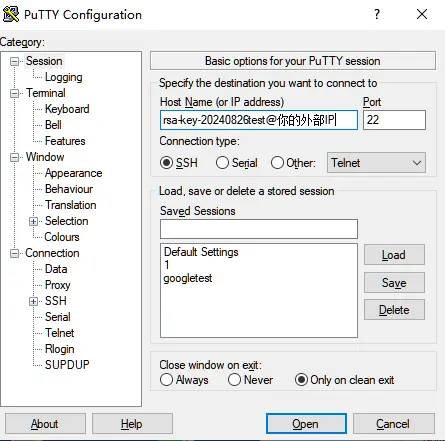 PuTTY Configuration
?
Category:
Session
Logging
Terminal
Keyboard
Bell
Features
Window
Appearance
Behaviour
Translation
Selection
Colours
Connection
Data
Proxy
SSH
Serial
Telnet
Rlogin
SUPDUP
Basic options for your PuTTY session
Specify the destination you want to connect to
Host Name (or IP address) Port
rsa-key-20240826test@你的外部IP 22
Connection type:
SSH Serial Other: Telnet
Load, save or delete a stored session
Saved Sessions
Default Settings
1
googletest
Load
Save
Delete
Close window on exit:
Always Never Only on clean exit
About Help Open Cancel